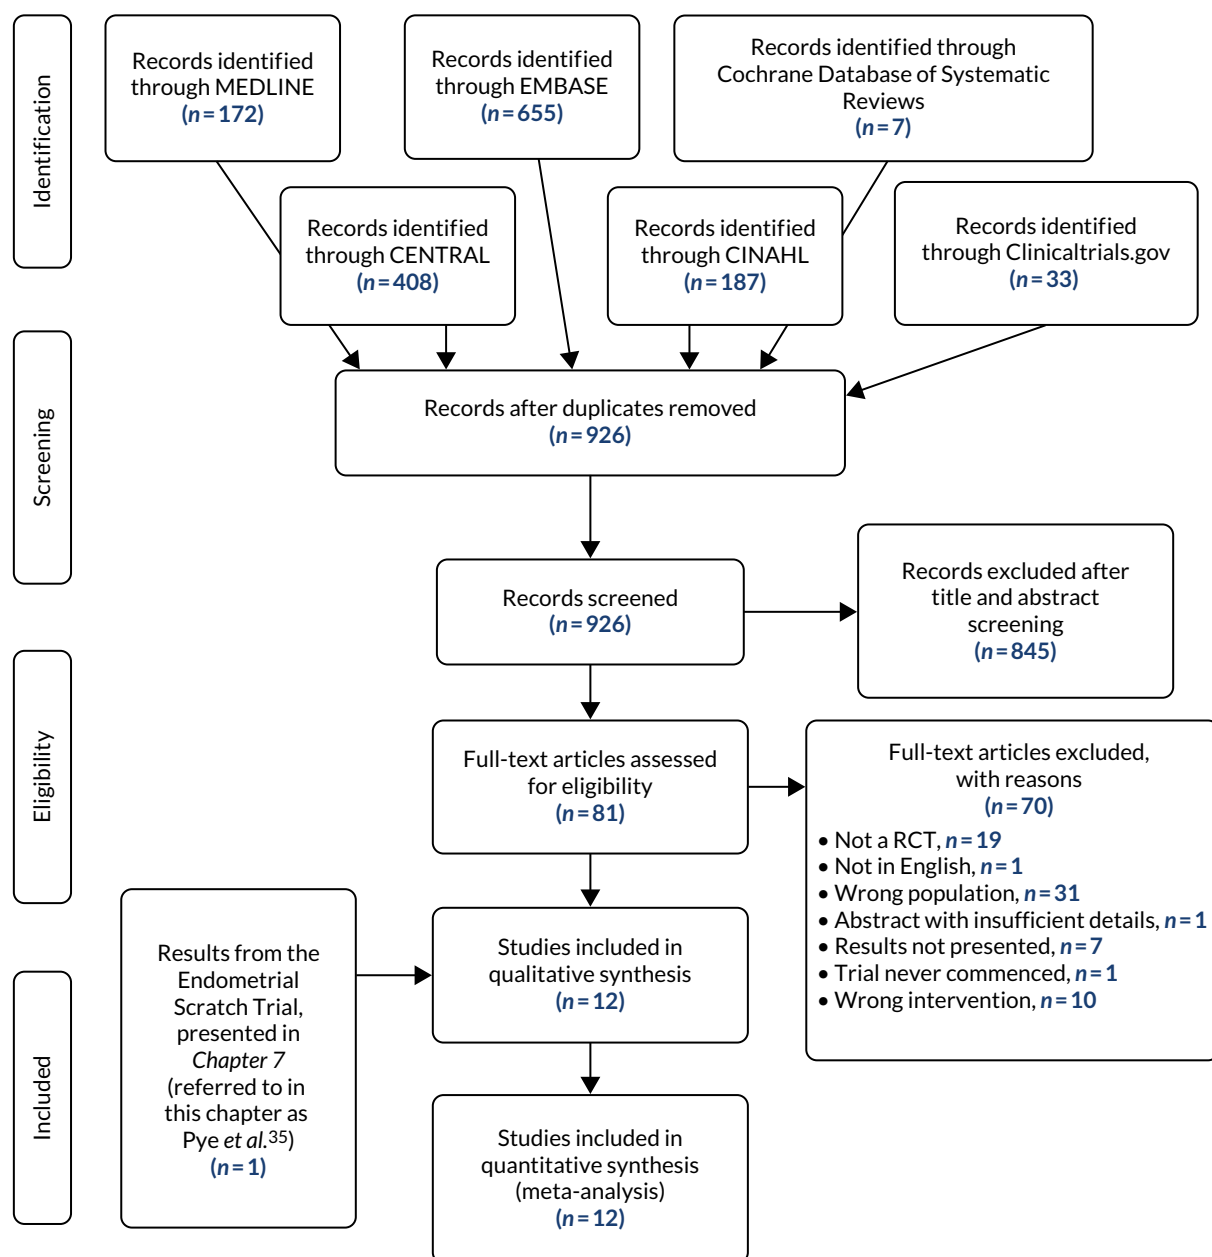 Identification
Records identified
through MEDLINE
(n=172)
Records identified
through EMBASE
(n=655)
Records identified through
Cochrane Database of Systematic
Reviews
(n=7)
Records identified
through CENTRAL
(n=408)
Records identified
through CINAHL
(n=187)
Records identified
through Clinicaltrials.gov
(n=33)
Screening
Records after duplicates removed
(n=926)
Records screened
(n=926)
Records excluded after
title and abstract
screening
(n=845)
Eligibility
Full-text articles assessed
for eligibility
(n=81)
Full-text articles excluded,
with reasons
(n=70)
• Not a RCT, n=19
• Not in English, n=1
• Wrong population, n=31
• Abstract with insufficient details, n=1
• Results not presented, n=7
• Trial never commenced, n=1
• Wrong intervention, n=10
Included
Results from the
Endometrial
Scratch Trial,
presented in
Chapter 7
(referred to in
this chapter as
Pye et al.35)
(n=1)
Studies included in
qualitative synthesis
(n=12)
Studies included in
quantitative synthesis
(meta-analysis)
(n=12)